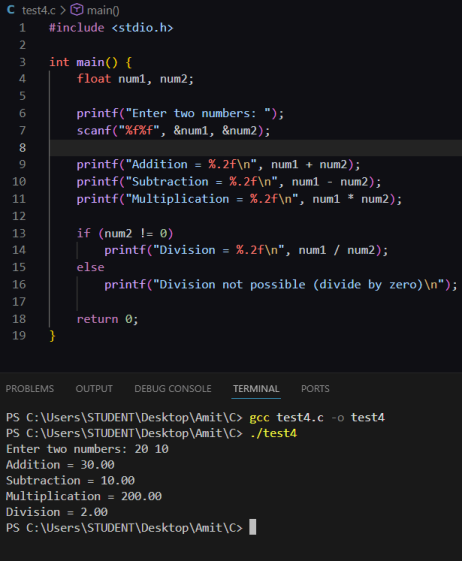 C test4.c > main()
1 #include <stdio.h>
2
3 int main() {
4     float num1, num2;
5
6     printf("Enter two numbers: ");
7     scanf("%f%f", &num1, &num2);
8
9     printf("Addition = %.2f\n", num1 + num2);
10     printf("Subtraction = %.2f\n", num1 - num2);
11     printf("Multiplication = %.2f\n", num1 * num2);
12
13     if (num2 != 0)
14         printf("Division = %.2f\n", num1 / num2);
15     else
16         printf("Division not possible (divide by zero)\n");
17
18     return 0;
19 }
PROBLEMS OUTPUT DEBUG CONSOLE TERMINAL PORTS
PS C:\Users\STUDENT\Desktop\Amit\C> gcc test4.c -o test4
PS C:\Users\STUDENT\Desktop\Amit\C> ./test4
Enter two numbers: 20 10
Addition = 30.00
Subtraction = 10.00
Multiplication = 200.00
Division = 2.00
PS C:\Users\STUDENT\Desktop\Amit\C>